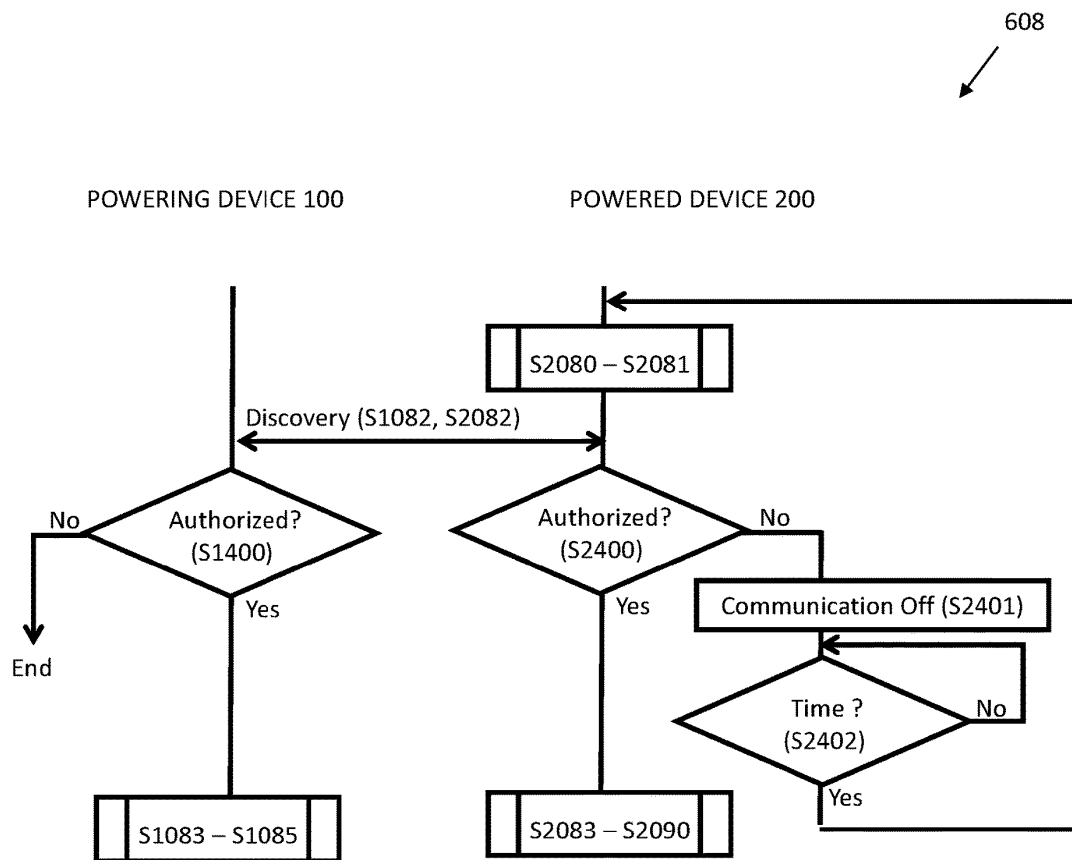 608
POWERING DEVICE 100
POWERED DEVICE 200
S2080 – S2081
Discovery (S1082, S2082)
No
Authorized?
(S1400)
Yes
End
Authorized?
(S2400)
No
Yes
Communication Off (S2401)
Time ?
(S2402)
No
Yes
S1083 – S1085
S2083 – S2090